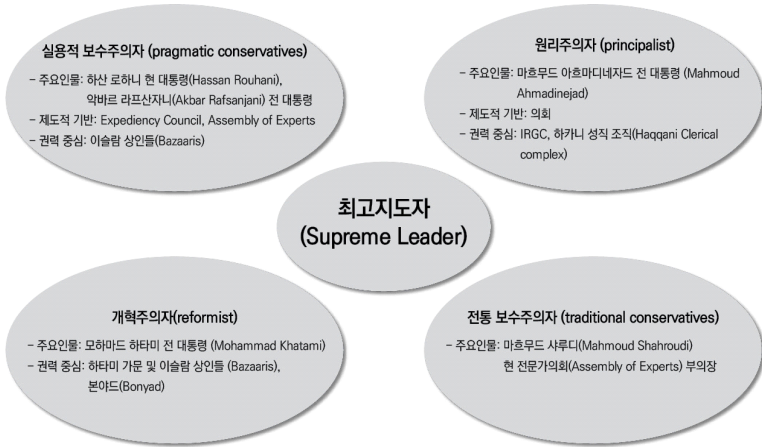 실용적 보수주의자 (pragmatic conservatives)
- 주요인물: 하산 로하니 현 대통령(Hassan Rouhani),
악바르 라프산자니(Akbar Rafsanjani) 전 대통령
- 제도적 기반: Expediency Council, Assembly of Experts
- 권력 중심: 이슬람 상인들(Bazaaris)
원리주의자 (principalist)
- 주요인물: 마흐무드 아흐마디네자드 전 대통령 (Mahmoud
Ahmadinejad)
- 제도적 기반: 의회
- 권력 중심: IRGC, 하카니 성직 조직(Haqqani Clerical
complex)
최고지도자
(Supreme Leader)
개혁주의자(reformist)
- 주요인물: 모하마드 하타미 전 대통령 (Mohammad Khatami)
- 권력 중심: 하타미 가문 및 이슬람 상인들 (Bazaaris),
본야드(Bonyad)
전통 보수주의자 (traditional conservatives)
- 주요인물: 마흐무드 샤루디(Mahmoud Shahroudi)
현 전문가의회(Assembly of Experts) 부의장